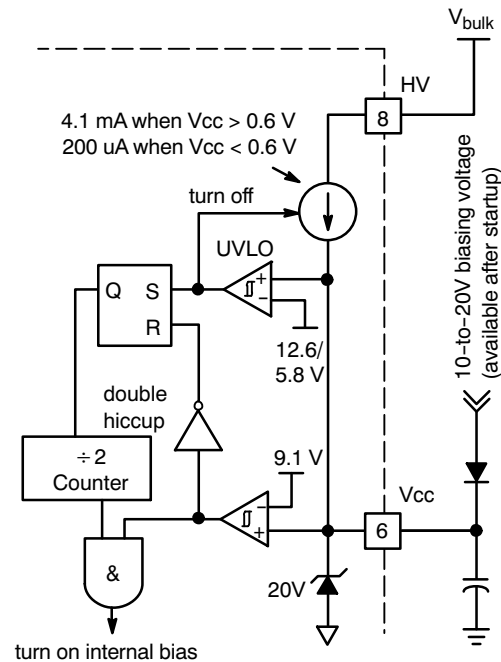 V_bulk
HV
8
4.1 mA when Vcc > 0.6 V
200 uA when Vcc < 0.6 V
turn off
UVLO
Q S
R
+
−
12.6/
5.8 V
10−to−20V biasing voltage
(available after startup)
double
hiccup
÷ 2
Counter
9.1 V
−
+
Vcc
6
&
20V
turn on internal bias